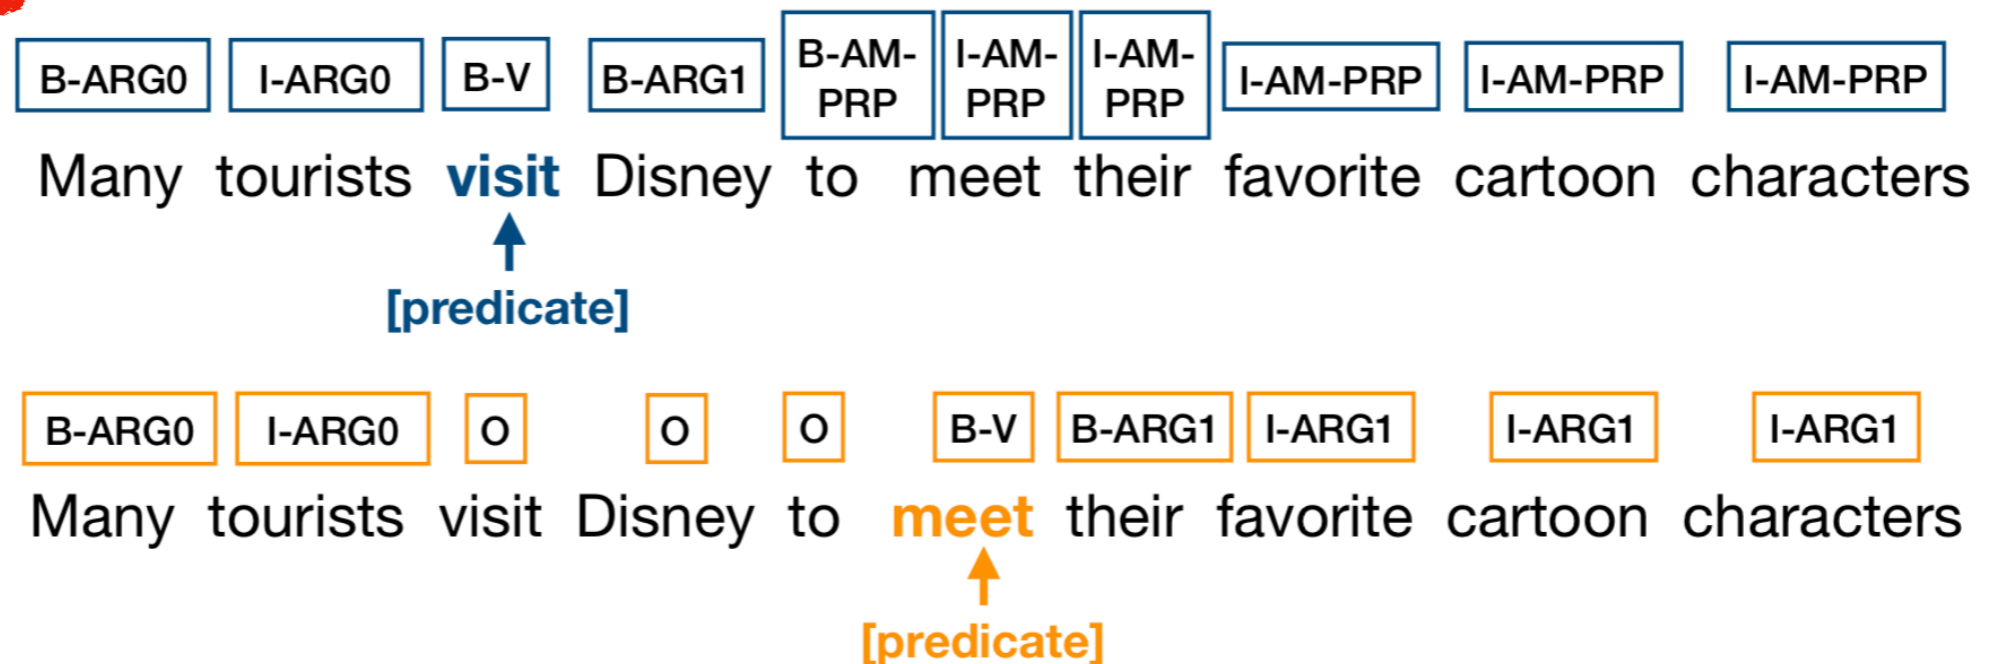 B-ARG0 I-ARG0 B-V B-ARG1 B-AM-PRP I-AM-PRP I-AM-PRP I-AM-PRP I-AM-PRP I-AM-PRP
Many tourists visit Disney to meet their favorite cartoon characters
[predicate]
B-ARG0 I-ARG0 O O O B-V B-ARG1 I-ARG1 I-ARG1 I-ARG1
Many tourists visit Disney to meet their favorite cartoon characters
[predicate]